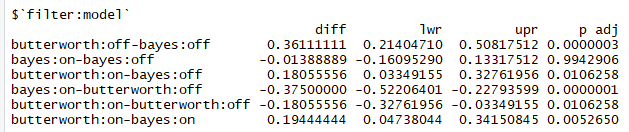 $`filter:model`
diff lwr upr p adj
butterworth:off-bayes:off 0.36111111 0.21404710 0.50817512 0.0000003
bayes:on-bayes:off -0.01388889 -0.16095290 0.13317512 0.9942906
butterworth:on-bayes:off 0.18055556 0.03349155 0.32761956 0.0106258
bayes:on-butterworth:off -0.37500000 -0.52206401 -0.22793599 0.0000001
butterworth:on-butterworth:off -0.18055556 -0.32761956 -0.03349155 0.0106258
butterworth:on-bayes:on 0.19444444 0.04738044 0.34150845 0.0052650